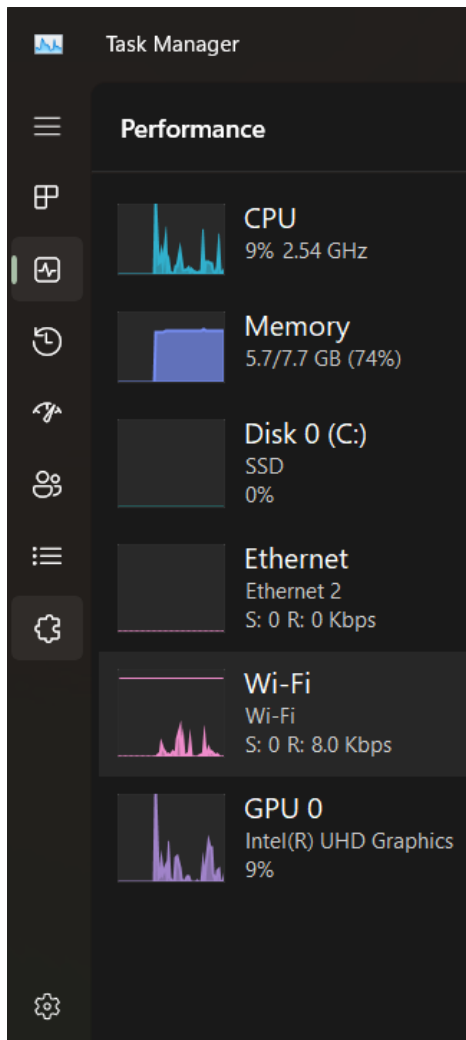 Task Manager
Performance
CPU
9% 2.54 GHz
Memory
5.7/7.7 GB (74%)
Disk 0 (C:)
SSD
0%
Ethernet
Ethernet 2
S: 0 R: 0 Kbps
Wi-Fi
Wi-Fi
S: 0 R: 8.0 Kbps
GPU 0
Intel(R) UHD Graphics
9%